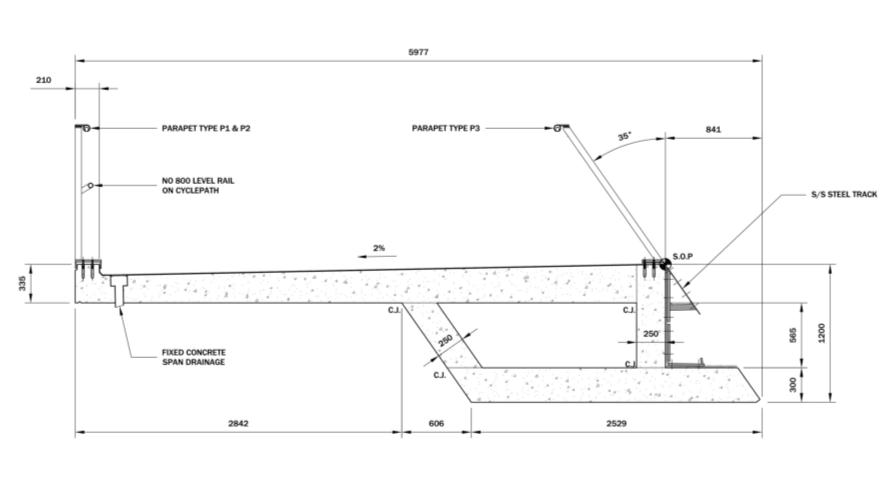 5977
210
PARAPET TYPE P1 & P2
PARAPET TYPE P3
35°
841
NO 800 LEVEL RAIL
ON CYCLEPATH
S/S STEEL TRACK
2%
S.O.P
335
C.J.
C.J.
250
250
565
1200
FIXED CONCRETE
SPAN DRAINAGE
C.J.
C.J.
300
2842
606
2529